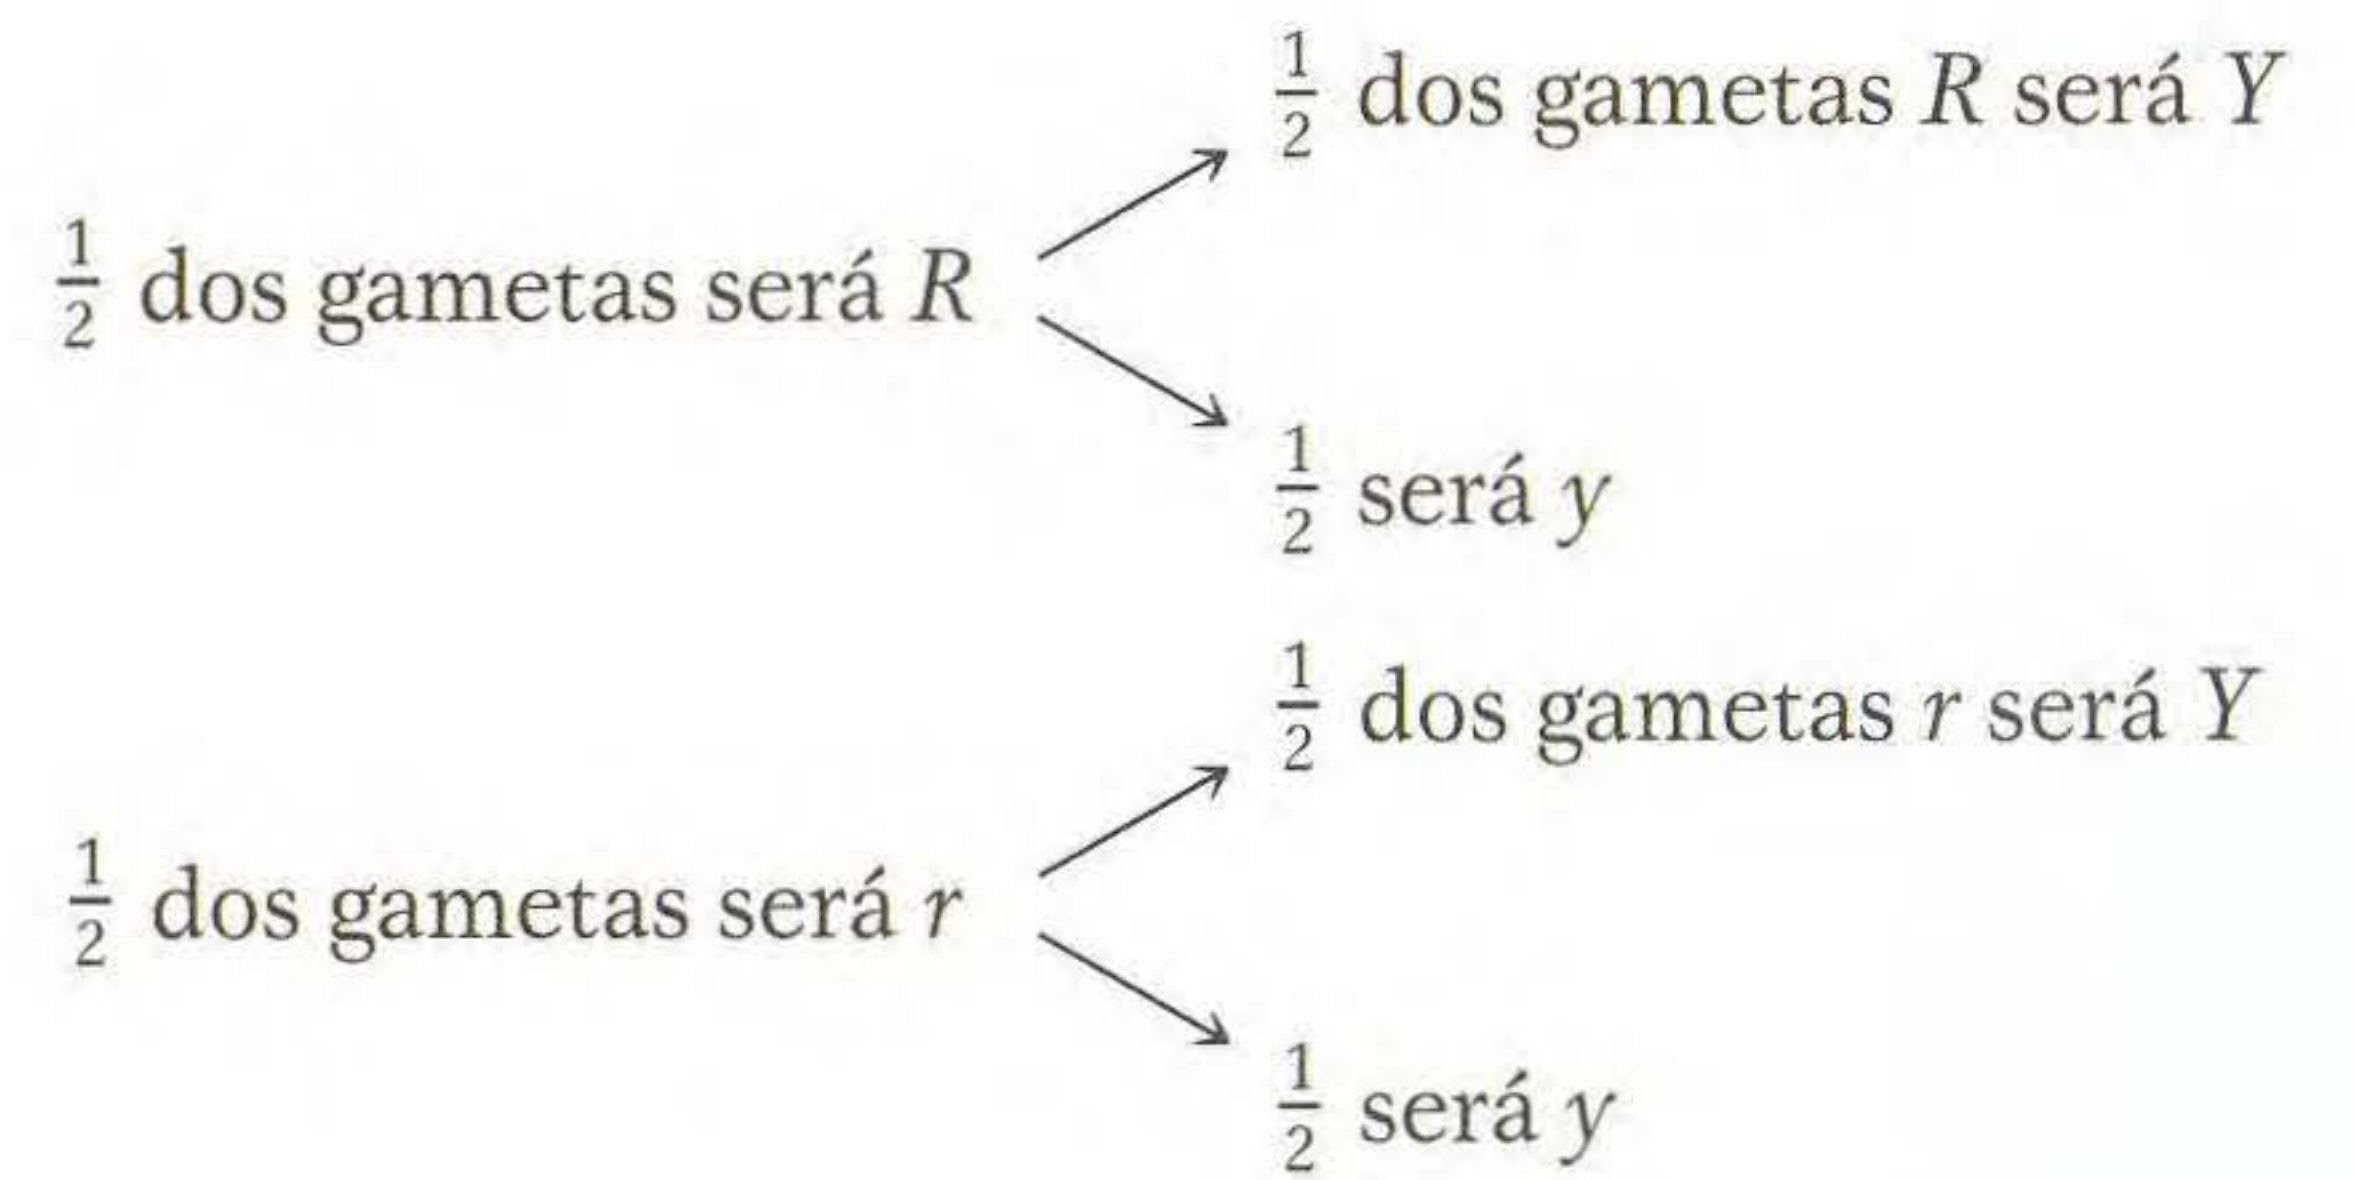 1/2 dos gametas R será Y
1/2 dos gametas será R
1/2 será y
1/2 dos gametas r será Y
1/2 dos gametas será r
1/2 será y